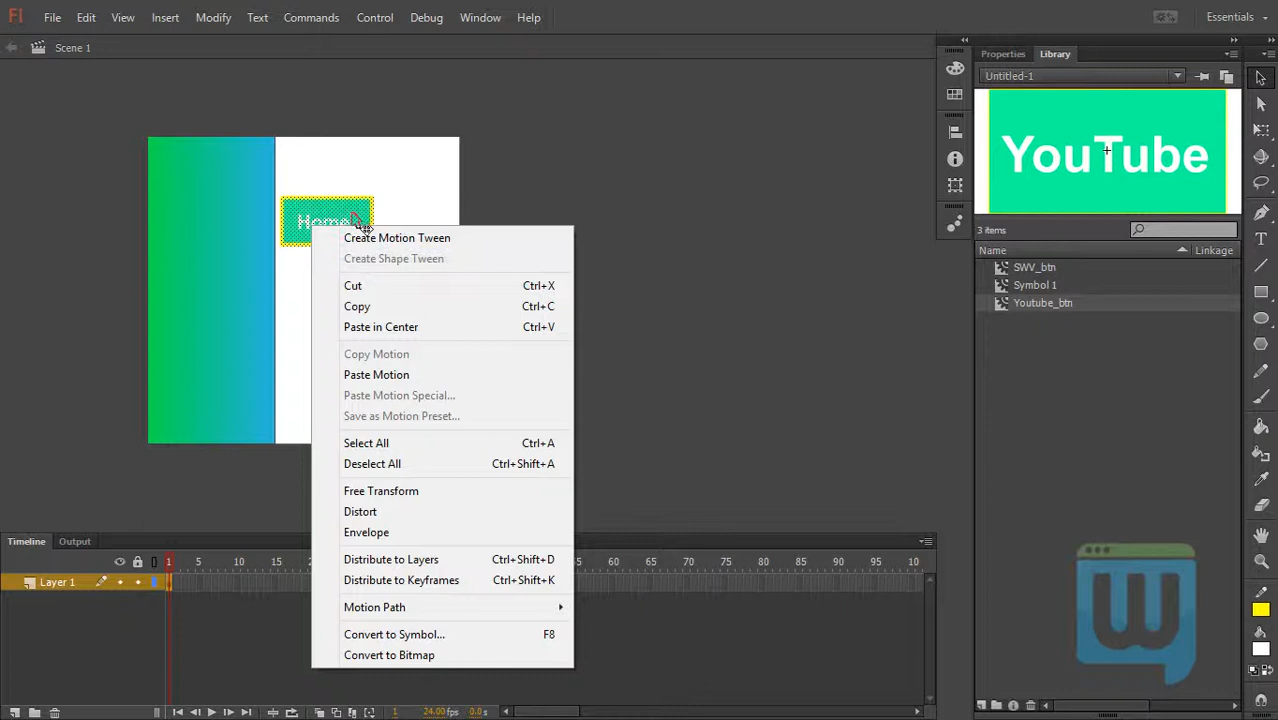 Fl File Edit View Insert Modify Text Commands Control Debug Window Help Essentials
Scene 1
Properties Library
Untitled-1
YouTube
3 items
Name Linkage
SWV_btn
Symbol 1
Youtube_btn
Home
Create Motion Tween
Create Shape Tween
Cut Ctrl+X
Copy Ctrl+C
Paste in Center Ctrl+V
Copy Motion
Paste Motion
Paste Motion Special...
Save as Motion Preset...
Select All Ctrl+A
Deselect All Ctrl+Shift+A
Free Transform
Distort
Envelope
Distribute to Layers Ctrl+Shift+D
Distribute to Keyframes Ctrl+Shift+K
Motion Path
Convert to Symbol... F8
Convert to Bitmap
Timeline Output
1 5 10 15 60 65 70 75 80 85 90 95 100
Layer 1
1 24.00fps 0.0s